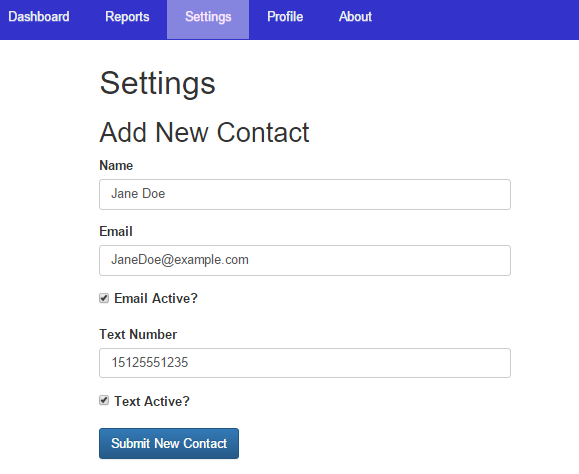 Dashboard Reports Settings Profile About
Settings
Add New Contact
Name
Jane Doe
Email
JaneDoe@example.com
Email Active?
Text Number
15125551235
Text Active?
Submit New Contact